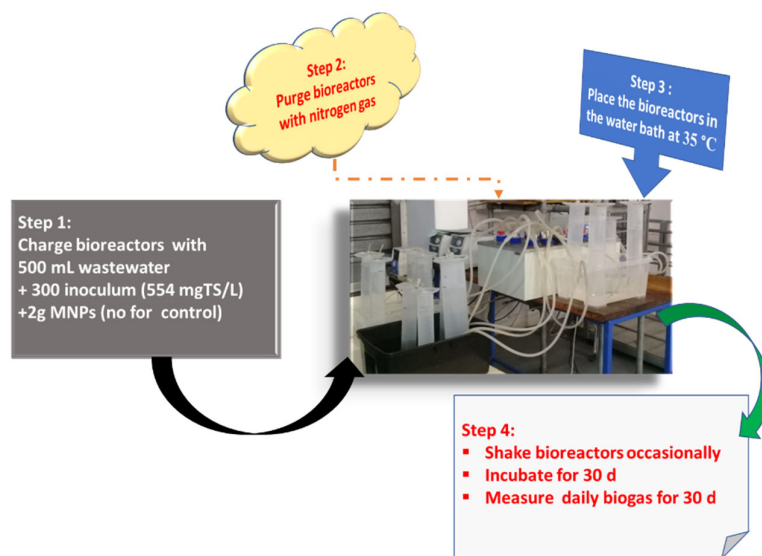 Step 2:
Purge bioreactors
with nitrogen gas
Step 3 :
Place the bioreactors in
the water bath at 35 °C
Step 1:
Charge bioreactors with
500 mL wastewater
+ 300 inoculum (554 mgTS/L)
+2g MNPs (no for control)
Step 4:
▪ Shake bioreactors occasionally
▪ Incubate for 30 d
▪ Measure daily biogas for 30 d